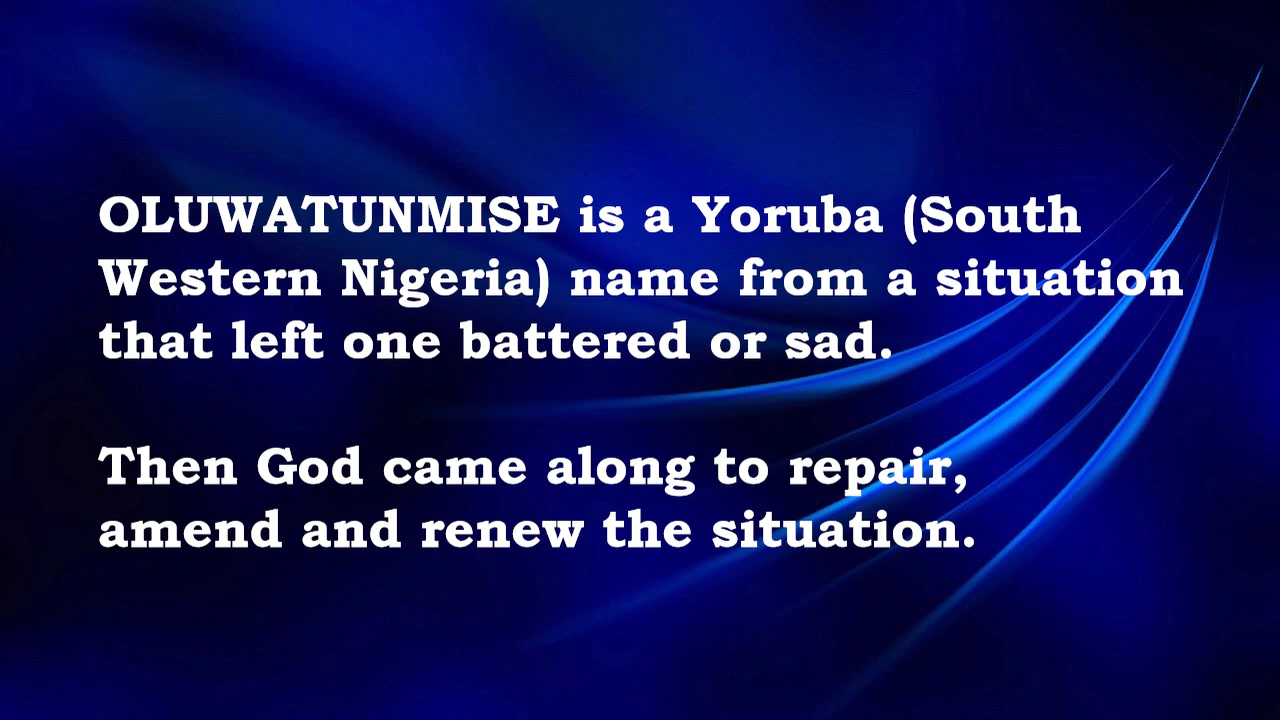 OLUWATUNMISE is a Yoruba (South
Western Nigeria) name from a situation
that left one battered or sad.
Then God came along to repair,
amend and renew the situation.